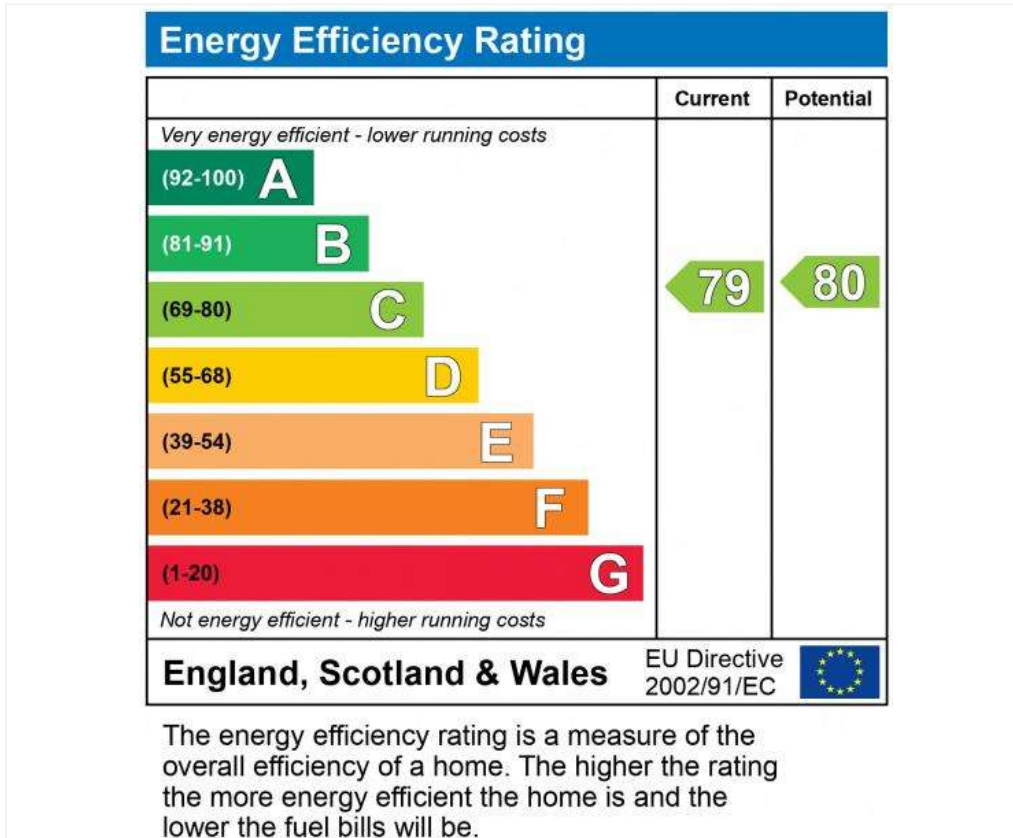 Energy Efficiency Rating
Current Potential
Very energy efficient - lower running costs
(92-100) A
(81-91) B
(69-80) C
79 80
(55-68) D
(39-54) E
(21-38) F
(1-20) G
Not energy efficient - higher running costs
England, Scotland & Wales
EU Directive
2002/91/EC
The energy efficiency rating is a measure of the
overall efficiency of a home. The higher the rating
the more energy efficient the home is and the
lower the fuel bills will be.